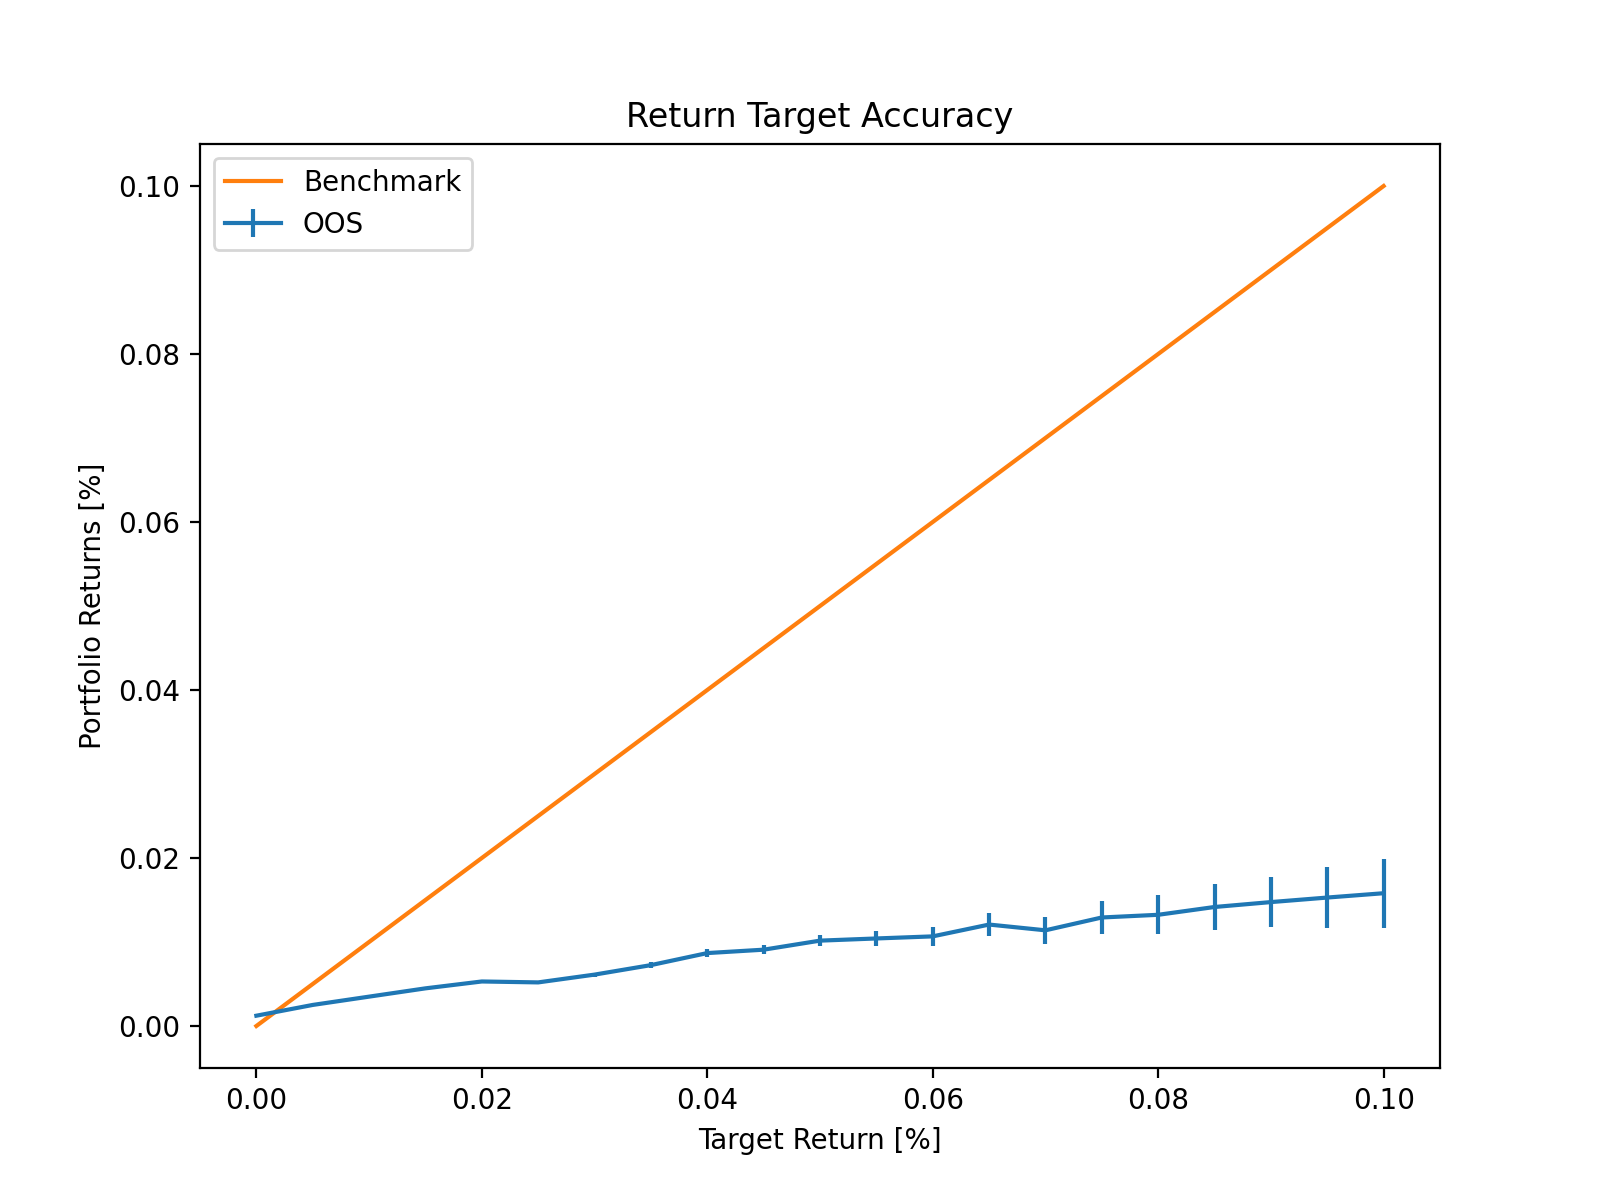 Return Target Accuracy
Benchmark
OOS
0.10
0.08
0.06
0.04
0.02
0.00
Portfolio Returns [%]
0.00 0.02 0.04 0.06 0.08 0.10
Target Return [%]